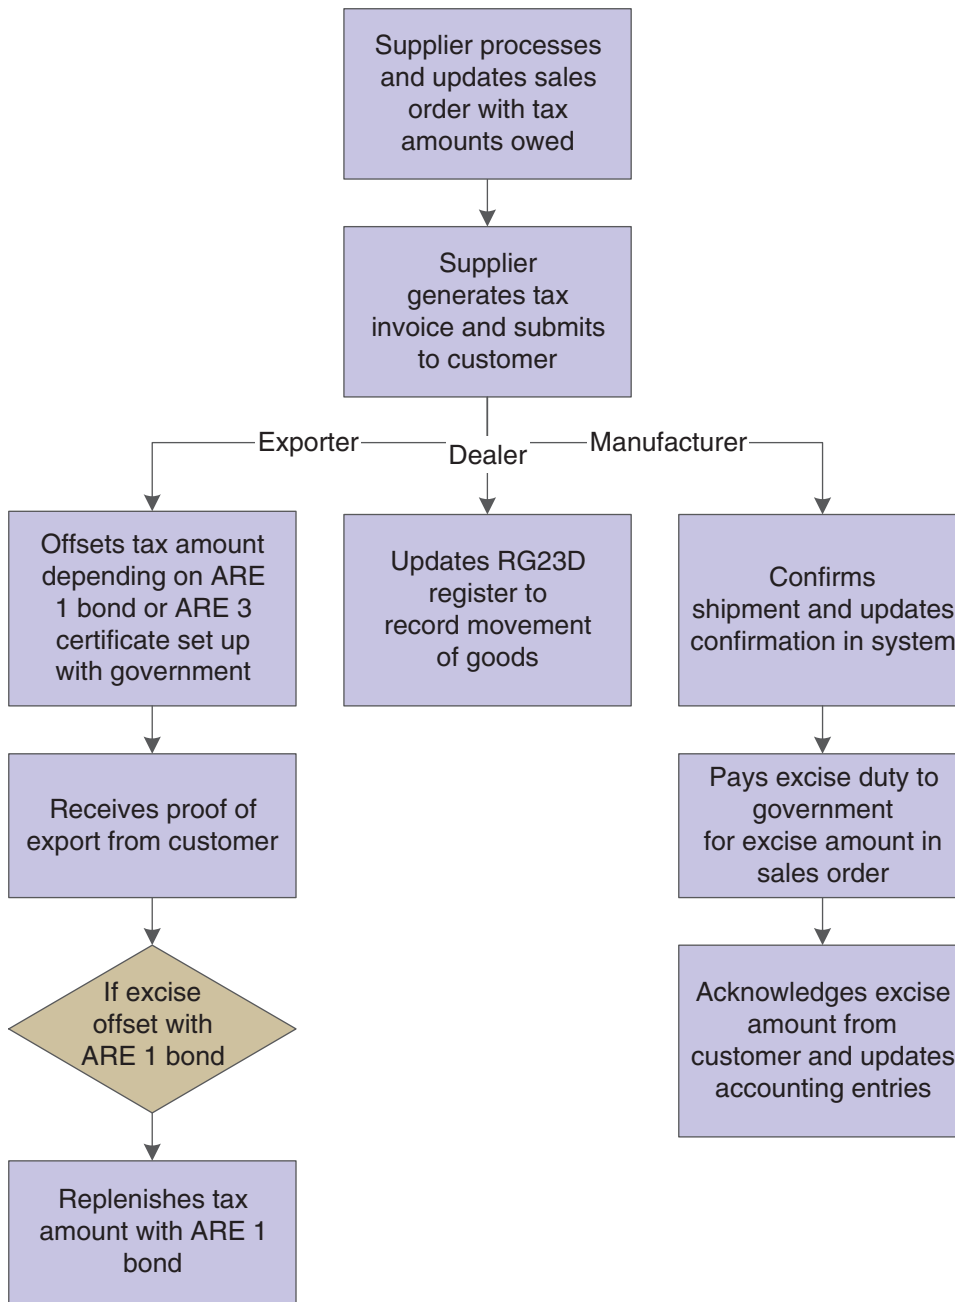 Supplier processes
and updates sales
order with tax
amounts owed
Supplier
generates tax
invoice and submits
to customer
Exporter
Dealer
Manufacturer
Offsets tax amount
depending on ARE
1 bond or ARE 3
certificate set up
with government
Updates RG23D
register to
record movement
of goods
Confirms
shipment and updates
confirmation in system
Receives proof of
export from customer
Pays excise duty to
government
for excise amount in
sales order
If excise
offset with
ARE 1 bond
Acknowledges excise
amount from
customer and updates
accounting entries
Replenishes tax
amount with ARE 1
bond